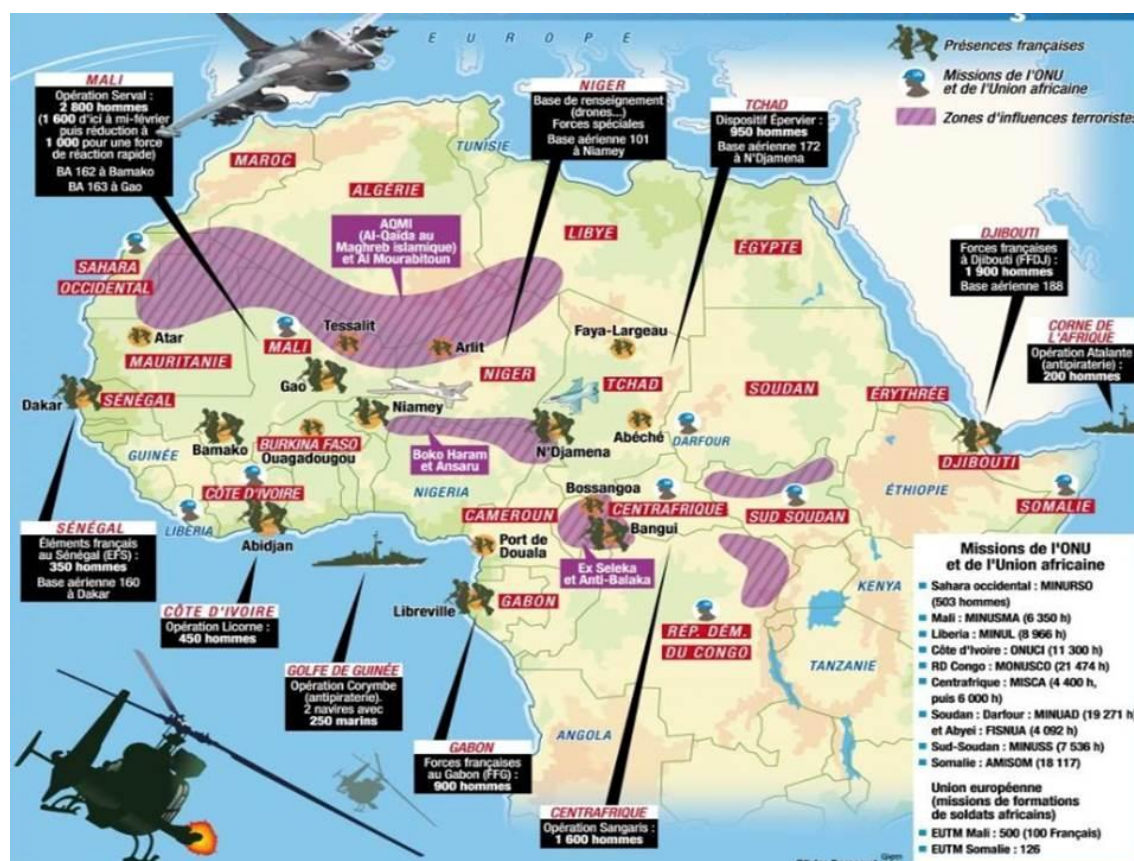 EUROPE
Présences françaises
Missions de l'ONU
et de l'Union africaine
Zones d'influences terroristes
MALI
Opération Serval :
2 800 hommes
(1 600 d'ici à mi-février
puis réduction à
1 000 pour une force
de réaction rapide)
BA 162 à Bamako
BA 163 à Gao
NIGER
Base de renseignement
(drones...)
Forces spéciales
Base aérienne 101
à Niamey
TCHAD
Dispositif Épervier :
950 hommes
Base aérienne 172
à N'Djamena
TUNISIE
MAROC
ALGÉRIE
LIBYE
ÉGYPTE
AQMI
(Al-Qaïda au
Maghreb islamique)
et Al Mourabitoun
SAHARA
OCCIDENTAL
DJIBOUTI
Forces françaises
à Djibouti (FFDJ) :
1 900 hommes
Base aérienne 188
CORNE DE
L'AFRIQUE
Opération Atalante
(antipiraterie) :
200 hommes
Atar
MAURITANIE
MALI
Tessalit
Arlit
Faya-Largeau
Gao
NIGER
TCHAD
SOUDAN
ÉRYTHRÉE
Dakar
SÉNÉGAL
Niamey
Bamako
BURKINA FASO
Ouagadougou
Boko Haram
et Ansaru
N'Djamena
Abéché
DARFOUR
DJIBOUTI
GUINÉE
CÔTE D'IVOIRE
NIGERIA
Bossangoa
CENTRAFRIQUE
ÉTHIOPIE
SOMALIE
LIBÉRIA
Abidjan
CAMEROUN
Bangui
SUD SOUDAN
Port de
Douala
Ex Seleka
et Anti-Balaka
SÉNÉGAL
Éléments français
au Sénégal (EFS) :
350 hommes
Base aérienne 160
à Dakar
Libreville
GABON
KENYA
CÔTE D'IVOIRE
Opération Licorne :
450 hommes
RÉP. DÉM.
DU CONGO
TANZANIE
GOLFE DE GUINÉE
Opération Corymbe
(antipiraterie).
2 navires avec
250 marins
ANGOLA
GABON
Forces françaises
au Gabon (FFG) :
900 hommes
CENTRAFRIQUE
Opération Sangaris :
1 600 hommes
Missions de l'ONU
et de l'Union africaine
Sahara occidental : MINURSO
(503 hommes)
Mali : MINUSMA (6 350 h)
Liberia : MINUL (8 966 h)
Côte d'Ivoire : ONUCI (11 300 h)
RD Congo : MONUSCO (21 474 h)
Centrafrique : MISCA (4 400 h,
puis 6 000 h)
Soudan : Darfour : MINUAD (19 271 h)
et Abyei : FISNUA (4 092 h)
Sud-Soudan : MINUSS (7 536 h)
Somalie : AMISOM (18 117)
Union européenne
(missions de formations
de soldats africains)
EUTM Mali : 500 (100 Français)
EUTM Somalie : 126